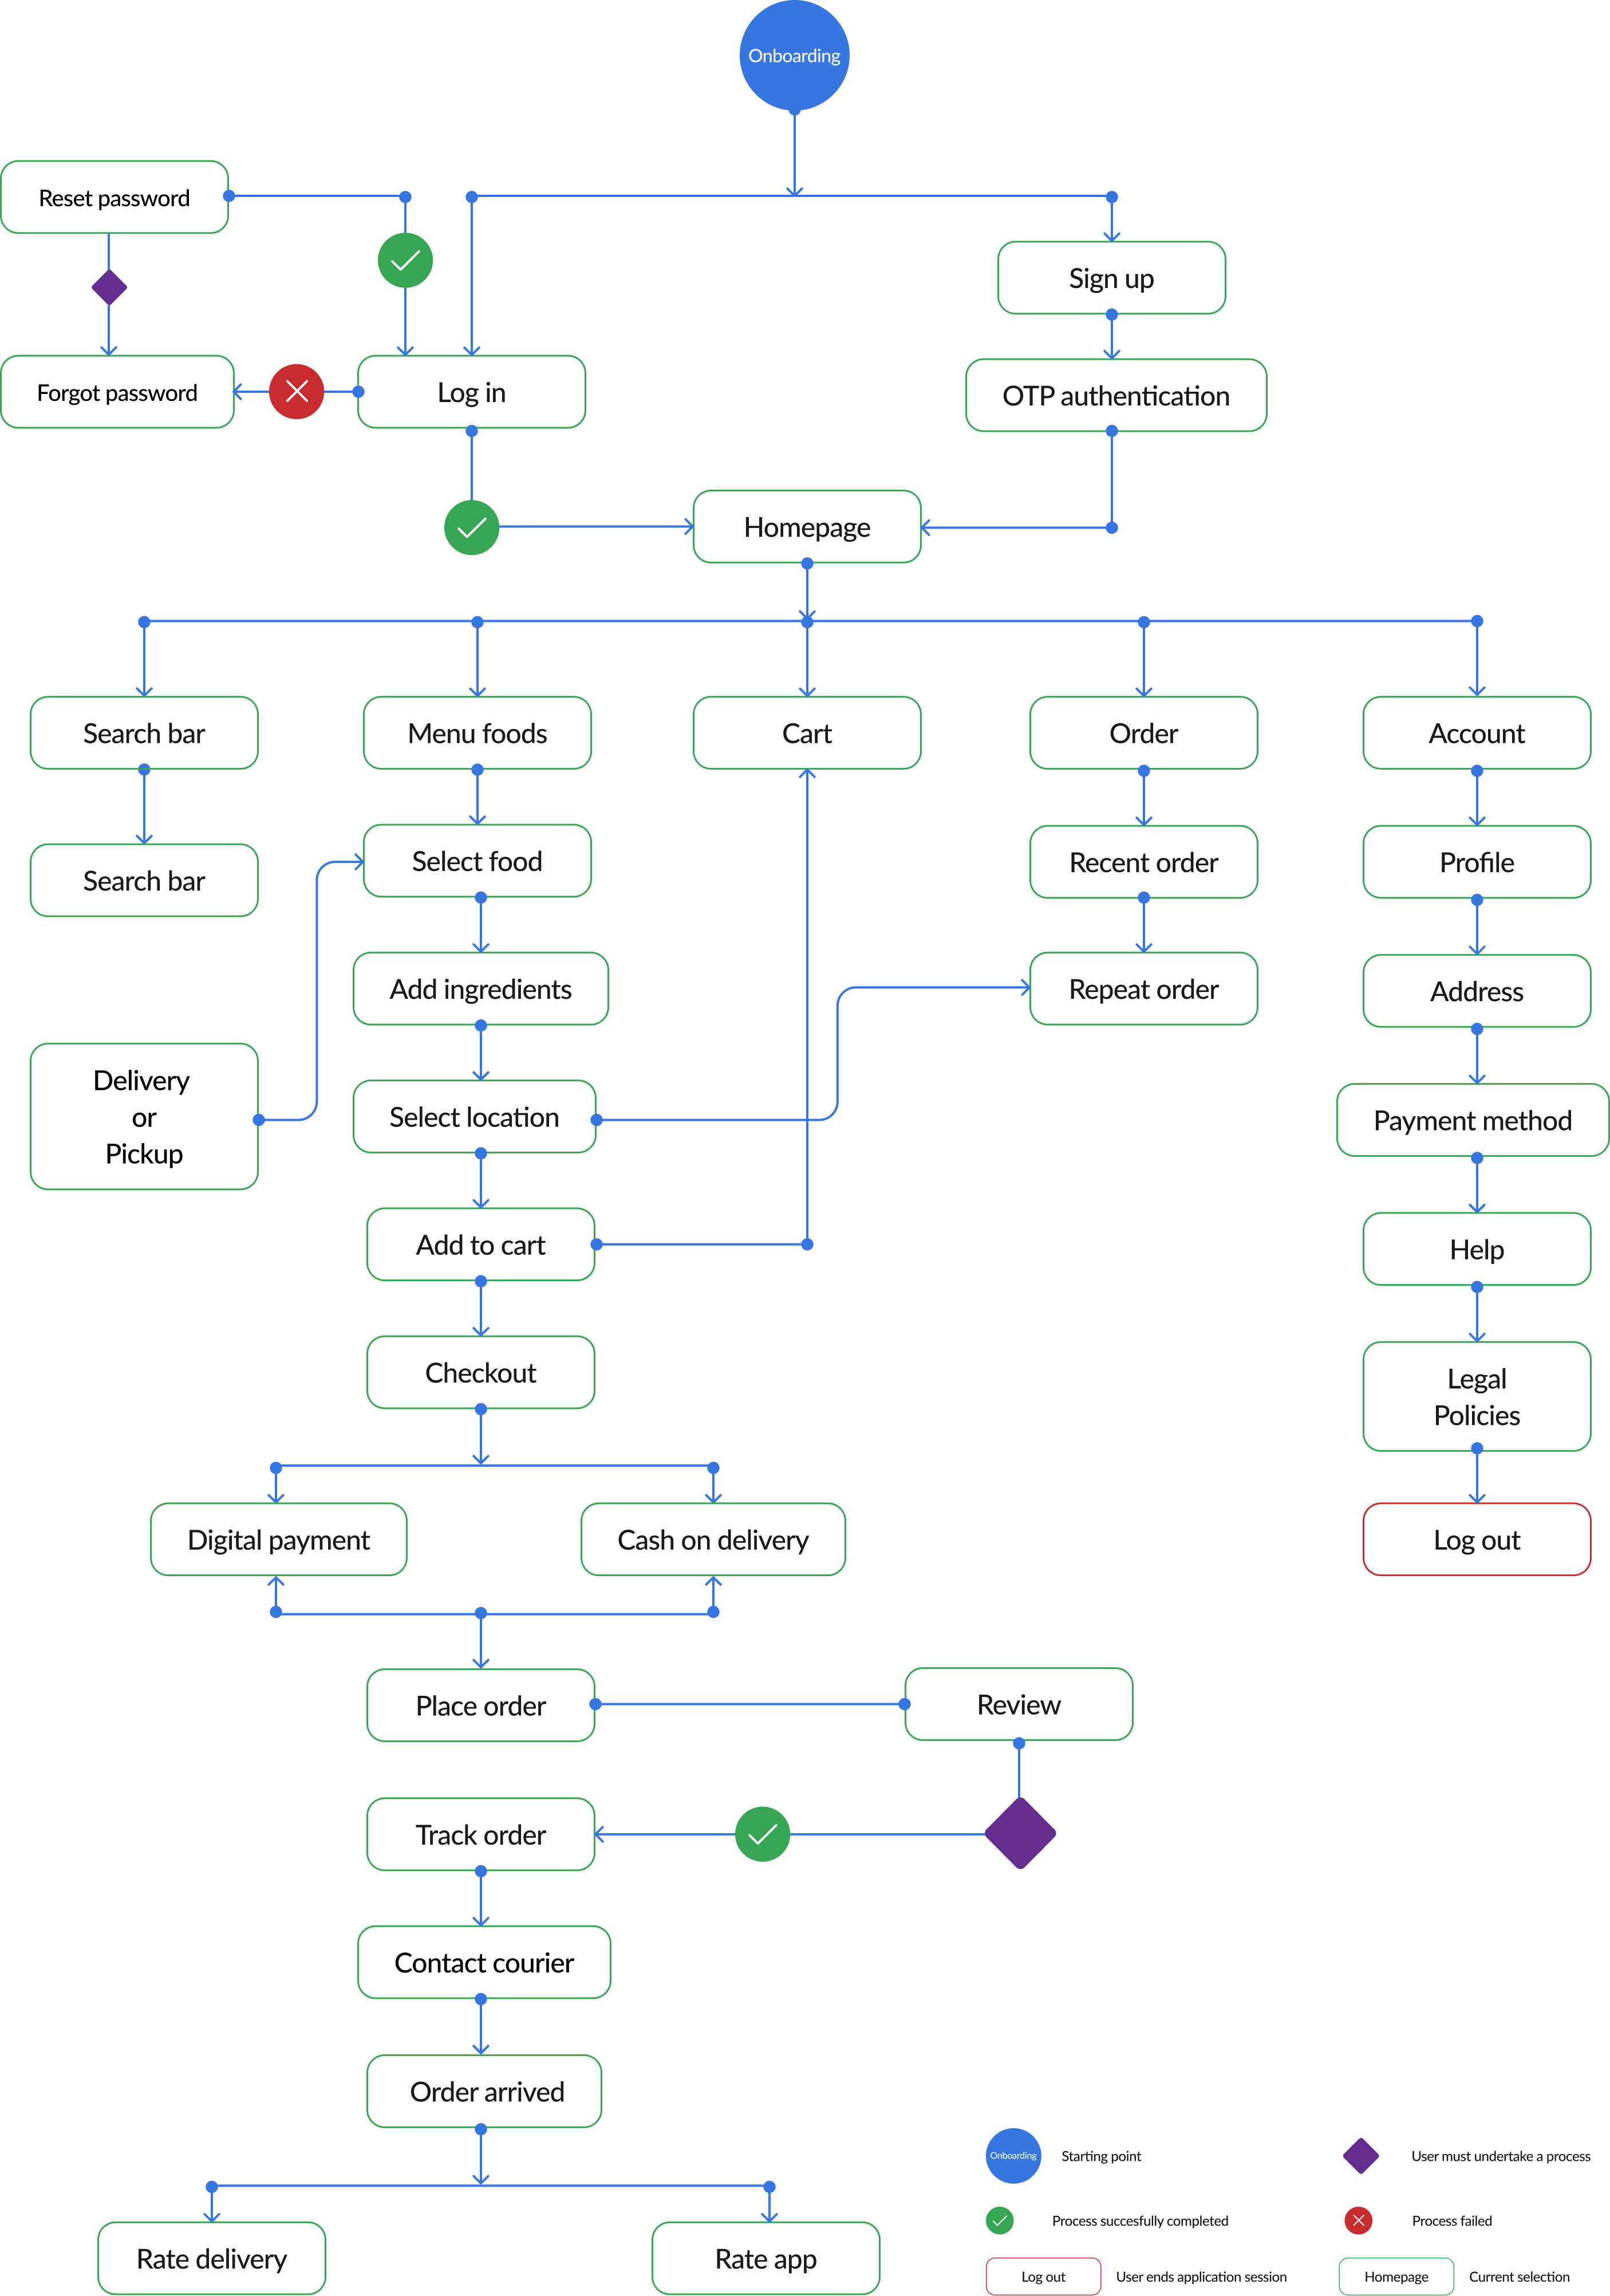 Onboarding
Reset password
Sign up
Forgot password
Log in
OTP authentication
Homepage
Search bar
Menu foods
Cart
Order
Account
Search bar
Select food
Recent order
Profile
Add ingredients
Repeat order
Address
Delivery
or
Pickup
Select location
Payment method
Add to cart
Help
Checkout
Legal
Policies
Digital payment
Cash on delivery
Log out
Place order
Review
Track order
Contact courier
Order arrived
Rate delivery
Rate app
Onboarding
Starting point
User must undertake a process
Process succesfully completed
Process failed
Log out
User ends application session
Homepage
Current selection